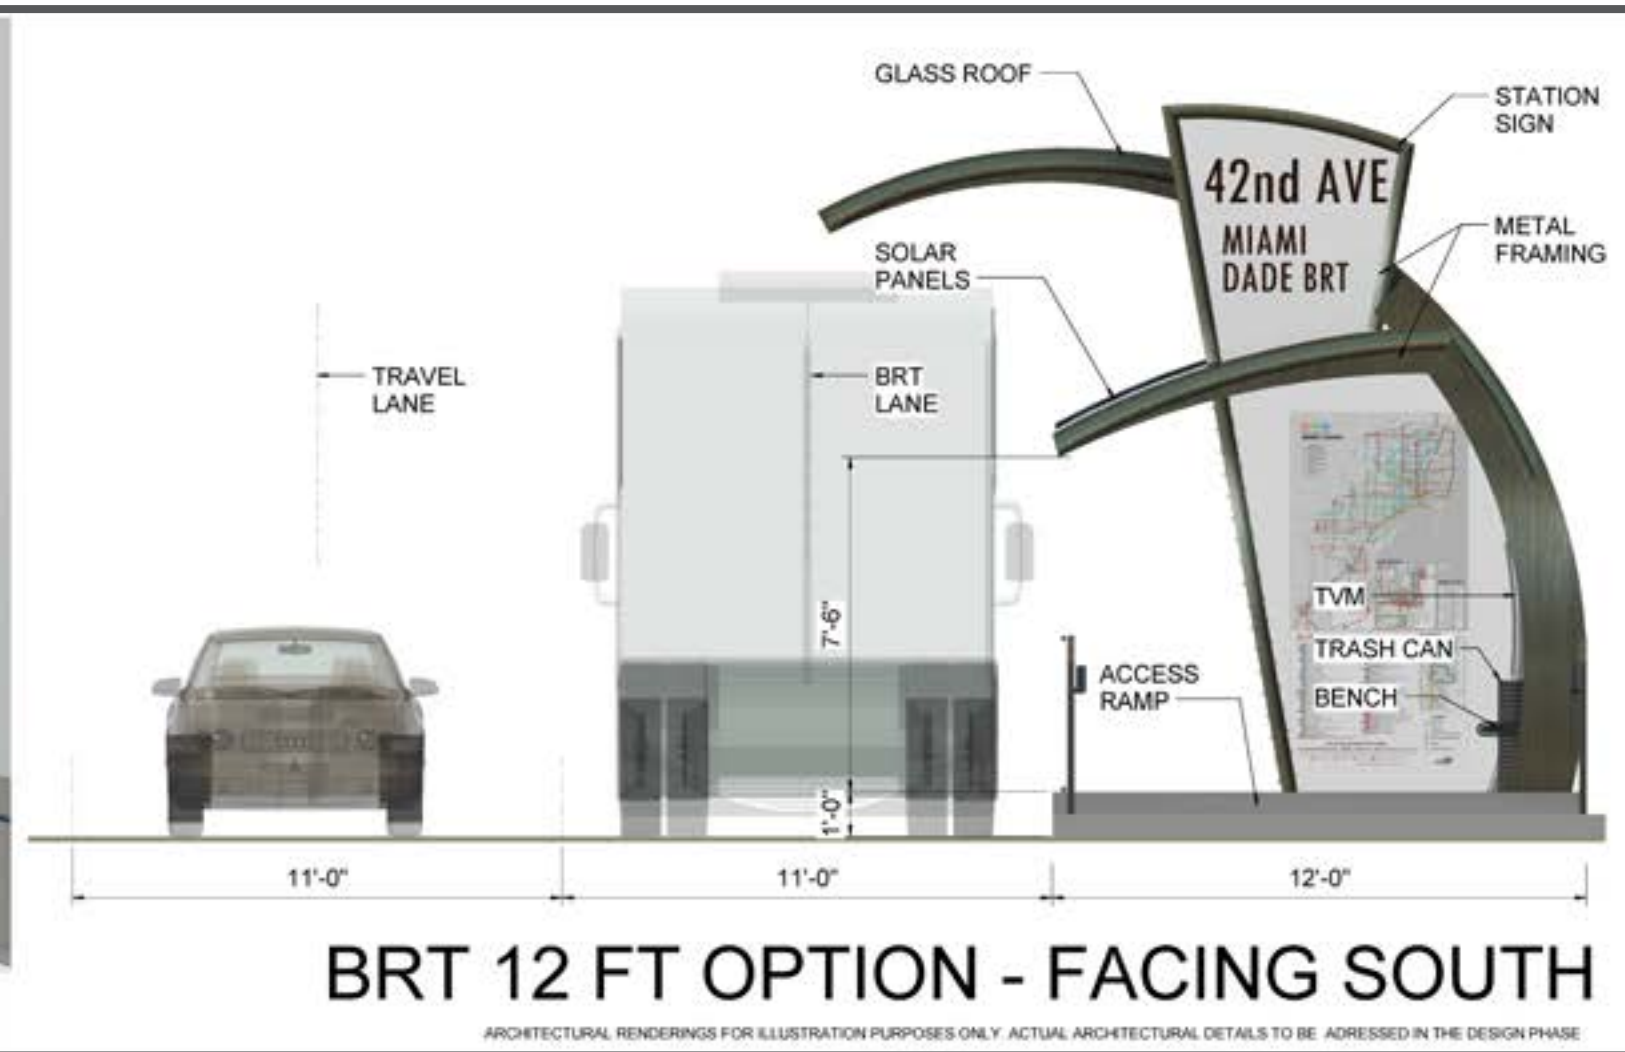 GLASS ROOF
STATION
SIGN
42nd AVE
MIAMI
DADE BRT
METAL
FRAMING
SOLAR
PANELS
TRAVEL
LANE
BRT
LANE
7'-6"
TVM
TRASH CAN
ACCESS
RAMP
BENCH
1'-0"
11'-0"
11'-0"
12'-0"
BRT 12 FT OPTION - FACING SOUTH
ARCHITECTURAL RENDERINGS FOR ILLUSTRATION PURPOSES ONLY. ACTUAL ARCHITECTURAL DETAILS TO BE ADRESSED IN THE DESIGN PHASE